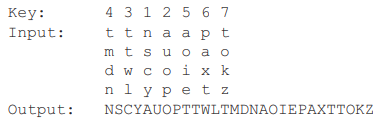 Key: 4 3 1 2 5 6 7
Input: t t n a a p t
m t s u o a o
d w c o i x k
n l y p e t z
Output: NSCYAUOPTTWLTMDNAOIEPAXTTOKZ